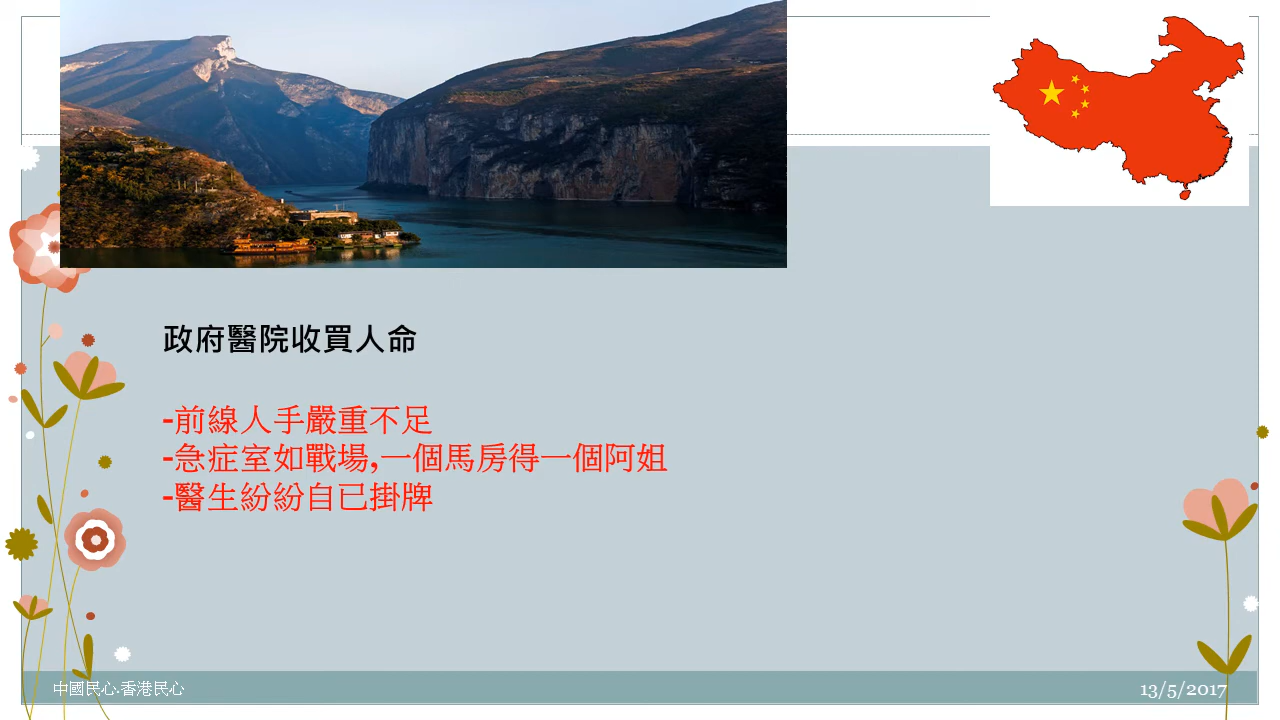 政府醫院收買人命
-前線人手嚴重不足
-急症室如戰場,一個馬房得一個阿姐
-醫生紛紛自已掛牌
中國民心.香港民心
13/5/2017